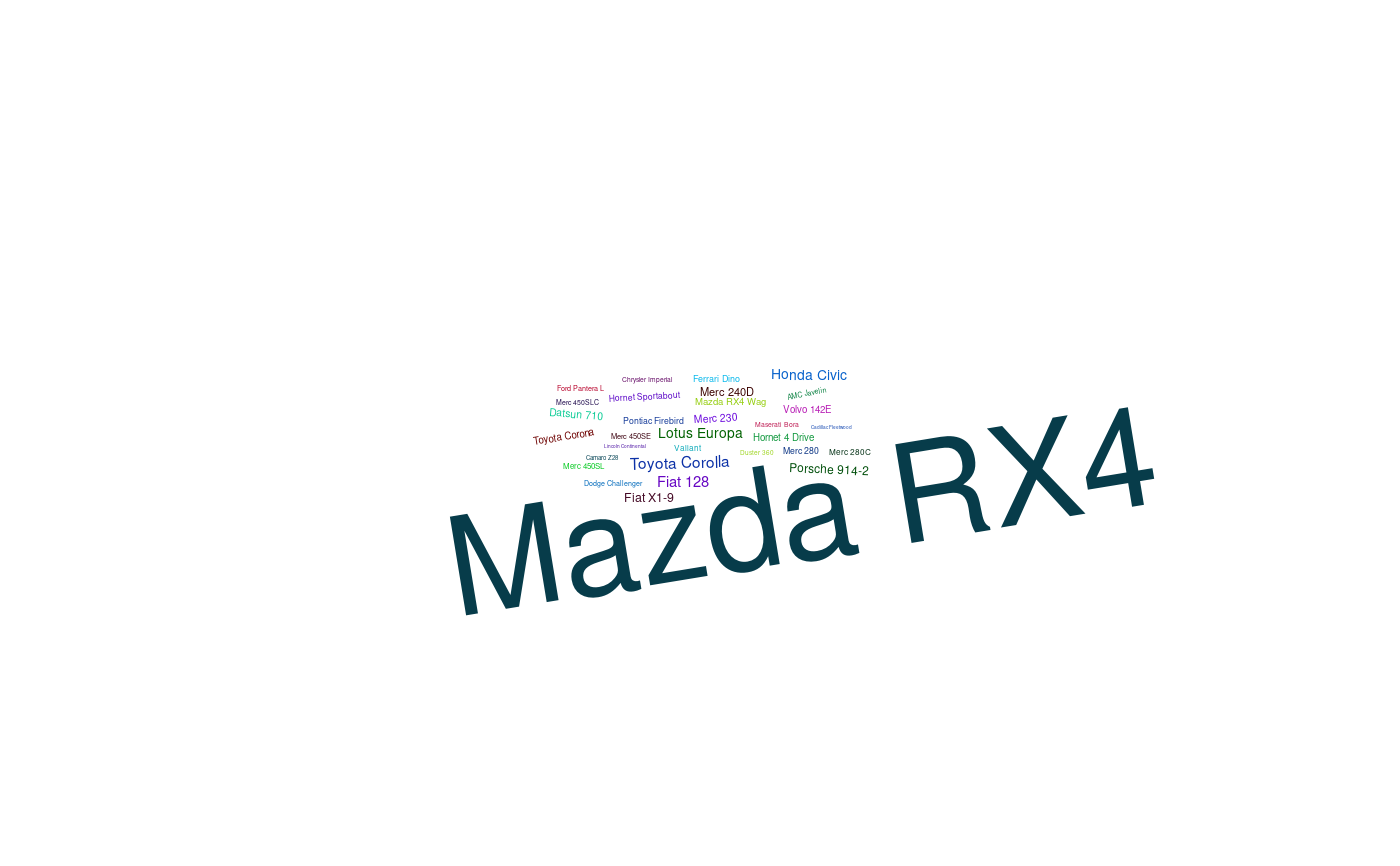 Honda Civic
Chrysler Imperial
Ferrari Dino
Ford Pantera L
Merc 240D
AMC Javelin
Hornet Sportabout
Merc 450SLC
Mazda RX4 Wag
Volvo 142E
Datsun 710
Pontiac Firebird
Merc 230
Maserati Bora
Cadillac Fleetwood
Toyota Corona
Merc 450SE
Lotus Europa
Hornet 4 Drive
Lincoln Continental
Valiant
Duster 360
Merc 280
Merc 280C
Camaro Z28
Merc 450SL
Toyota Corolla
Porsche 914-2
Dodge Challenger
Fiat 128
Fiat X1-9
Mazda RX4